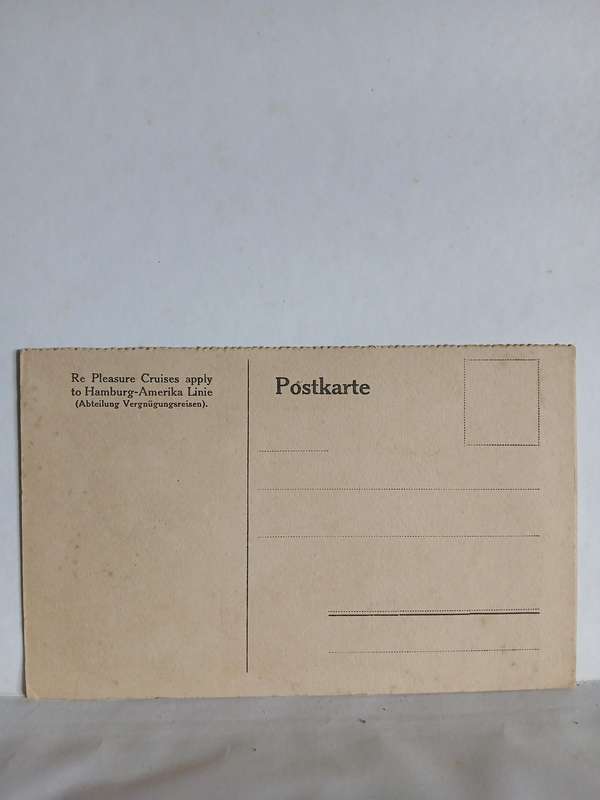 Re Pleasure Cruises apply
to Hamburg-Amerika Linie
(Abteilung Vergnügungsreisen).
Postkarte